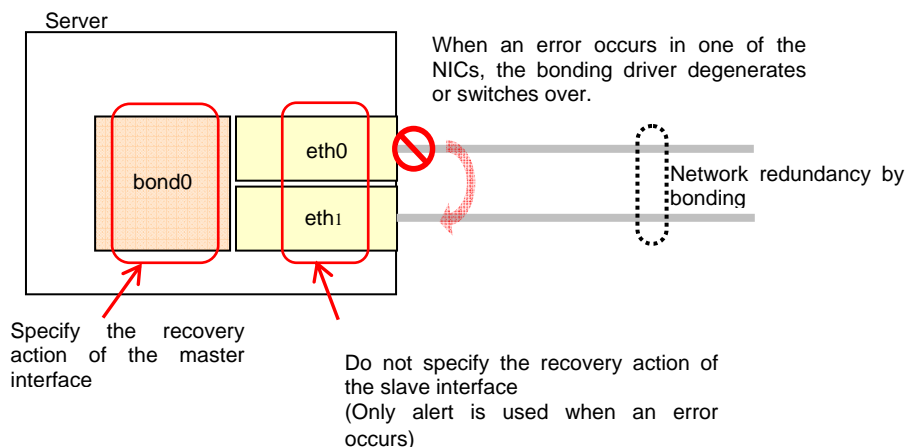 Server
When an error occurs in one of the
NICs, the bonding driver degenerates
or switches over.
eth0
bond0
eth1
Network redundancy by
bonding
Specify the recovery
action of the master
interface
Do not specify the recovery action of
the slave interface
(Only alert is used when an error
occurs)